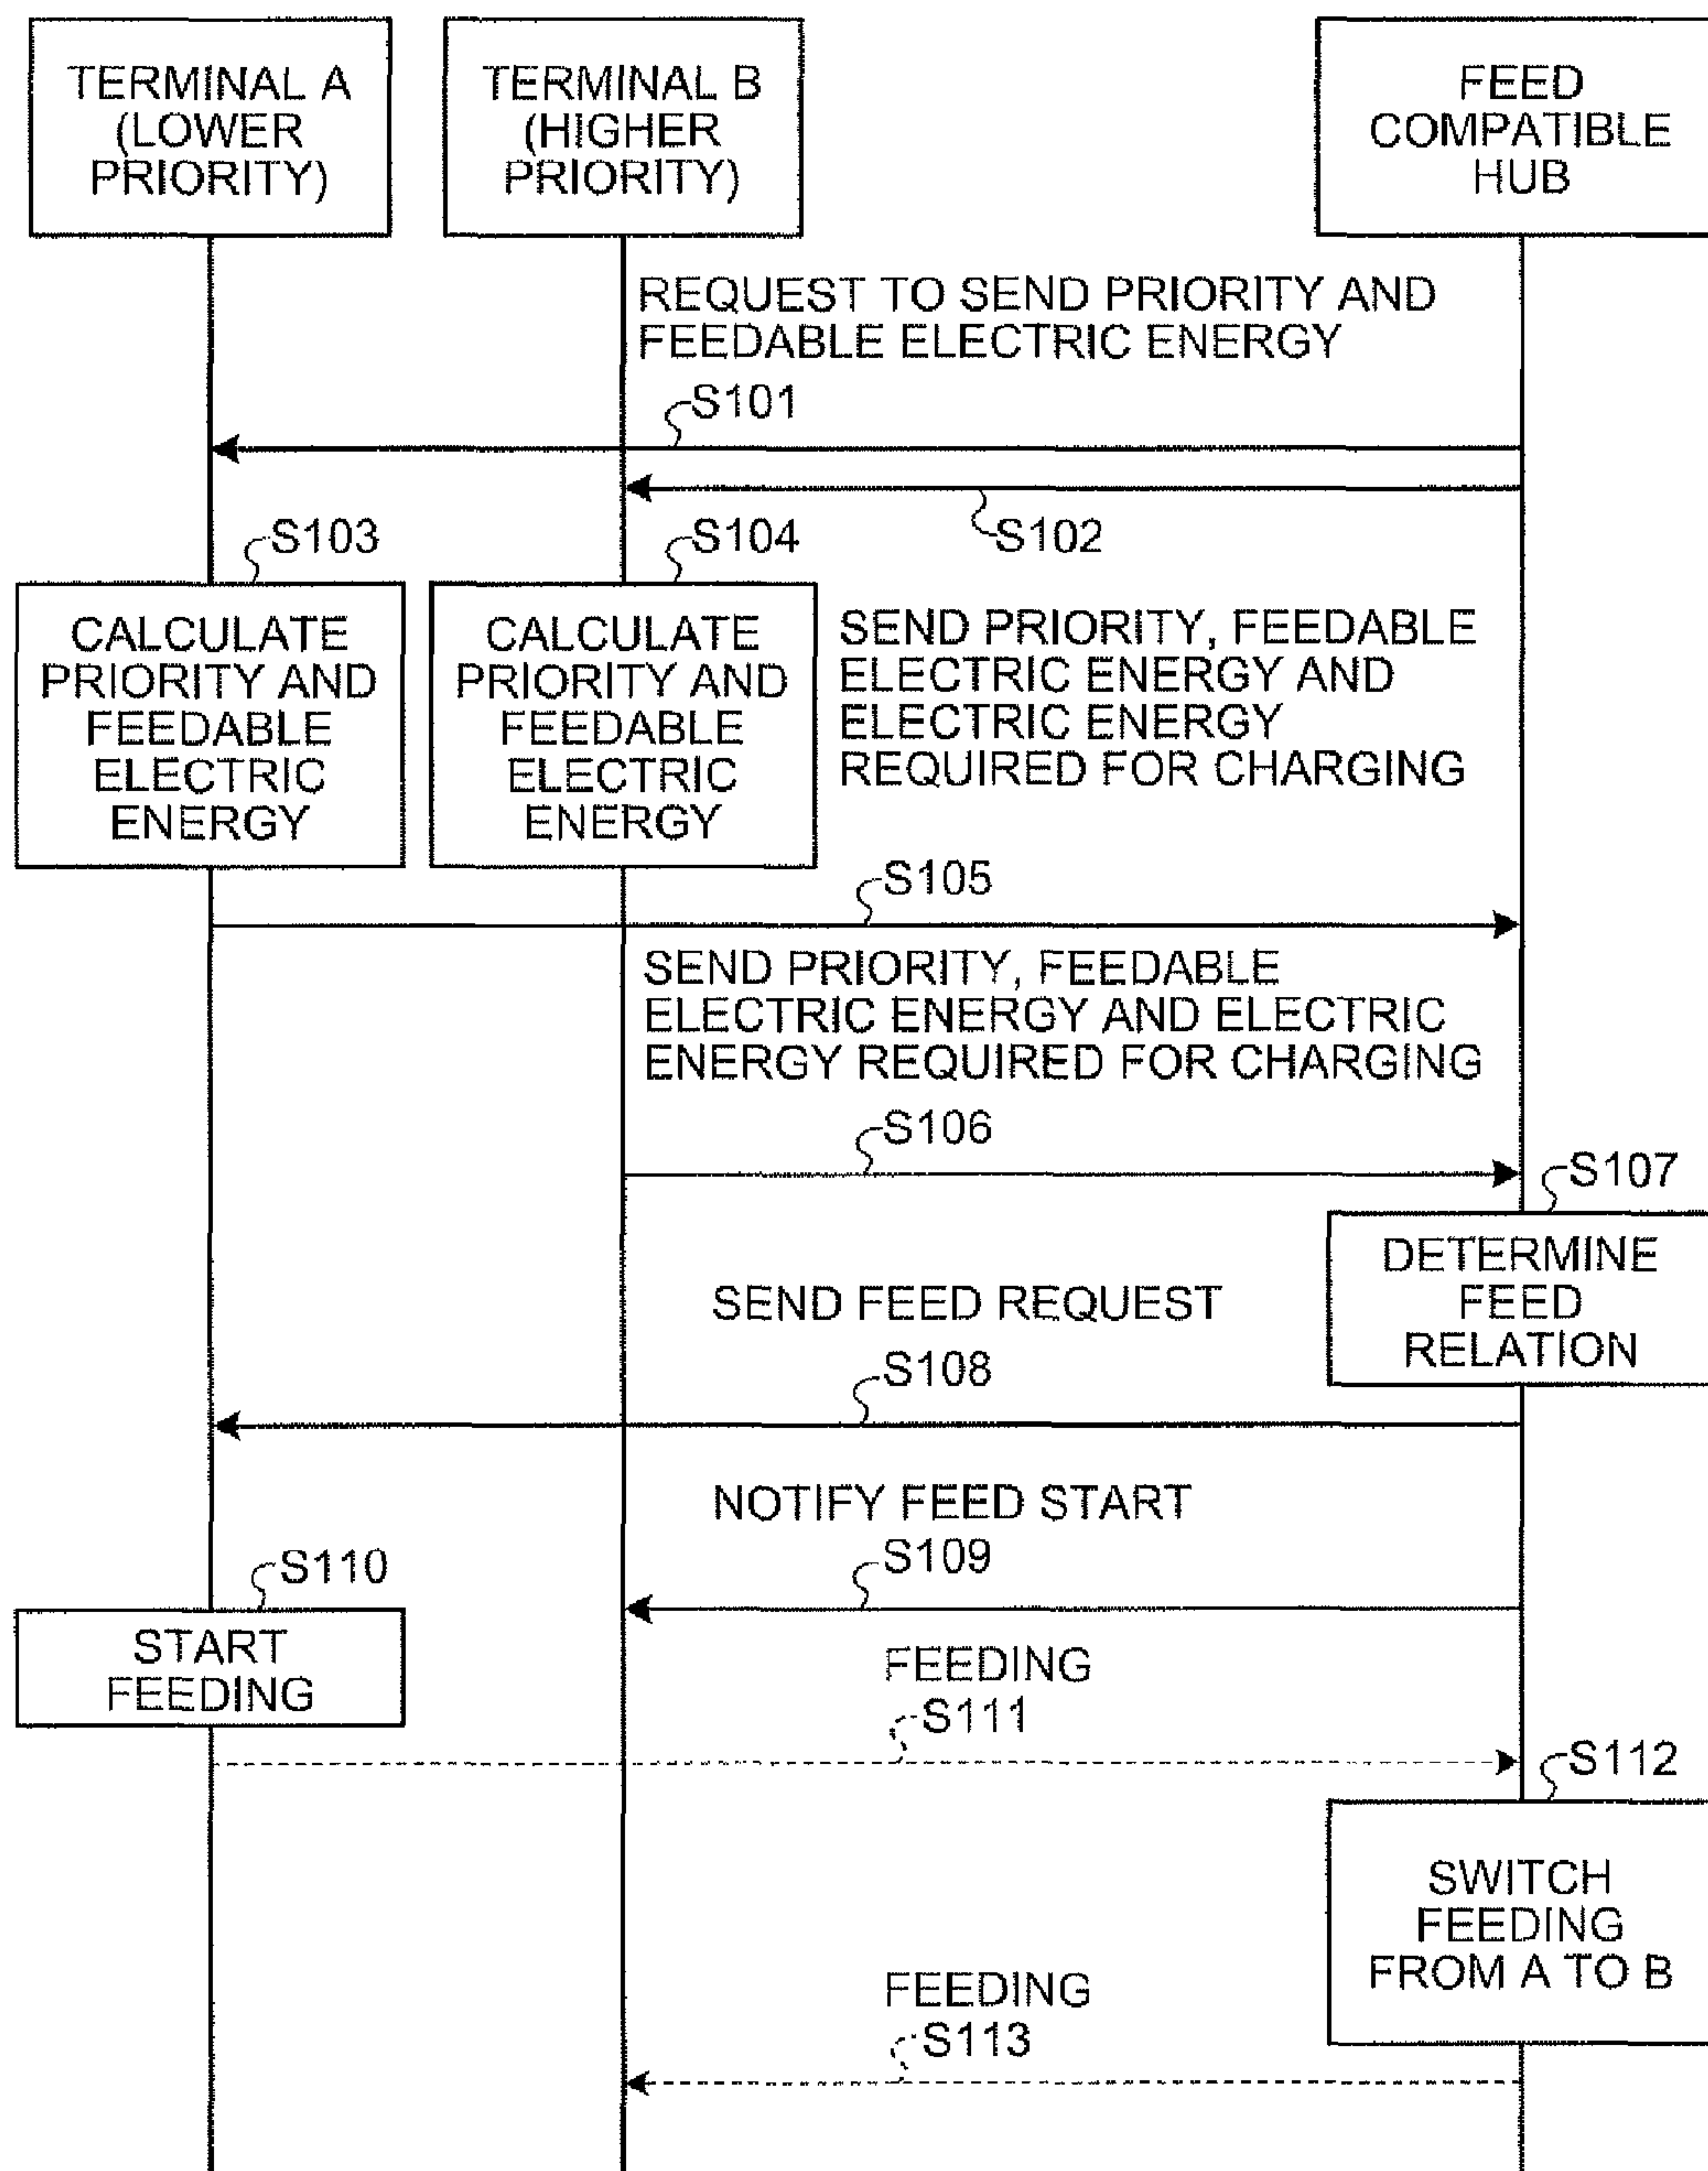 TERMINAL A
(LOWER
PRIORITY)
TERMINAL B
(HIGHER
PRIORITY)
FEED
COMPATIBLE
HUB
REQUEST TO SEND PRIORITY AND
FEEDABLE ELECTRIC ENERGY
S101
S102
S103
S104
CALCULATE
PRIORITY AND
FEEDABLE
ELECTRIC
ENERGY
CALCULATE
PRIORITY AND
FEEDABLE
ELECTRIC
ENERGY
SEND PRIORITY, FEEDABLE
ELECTRIC ENERGY AND
ELECTRIC ENERGY
REQUIRED FOR CHARGING
S105
SEND PRIORITY, FEEDABLE
ELECTRIC ENERGY AND ELECTRIC
ENERGY REQUIRED FOR CHARGING
S106
S107
DETERMINE
FEED
RELATION
SEND FEED REQUEST
S108
NOTIFY FEED START
S109
S110
START
FEEDING
FEEDING
S111
S112
SWITCH
FEEDING
FROM A TO B
FEEDING
S113